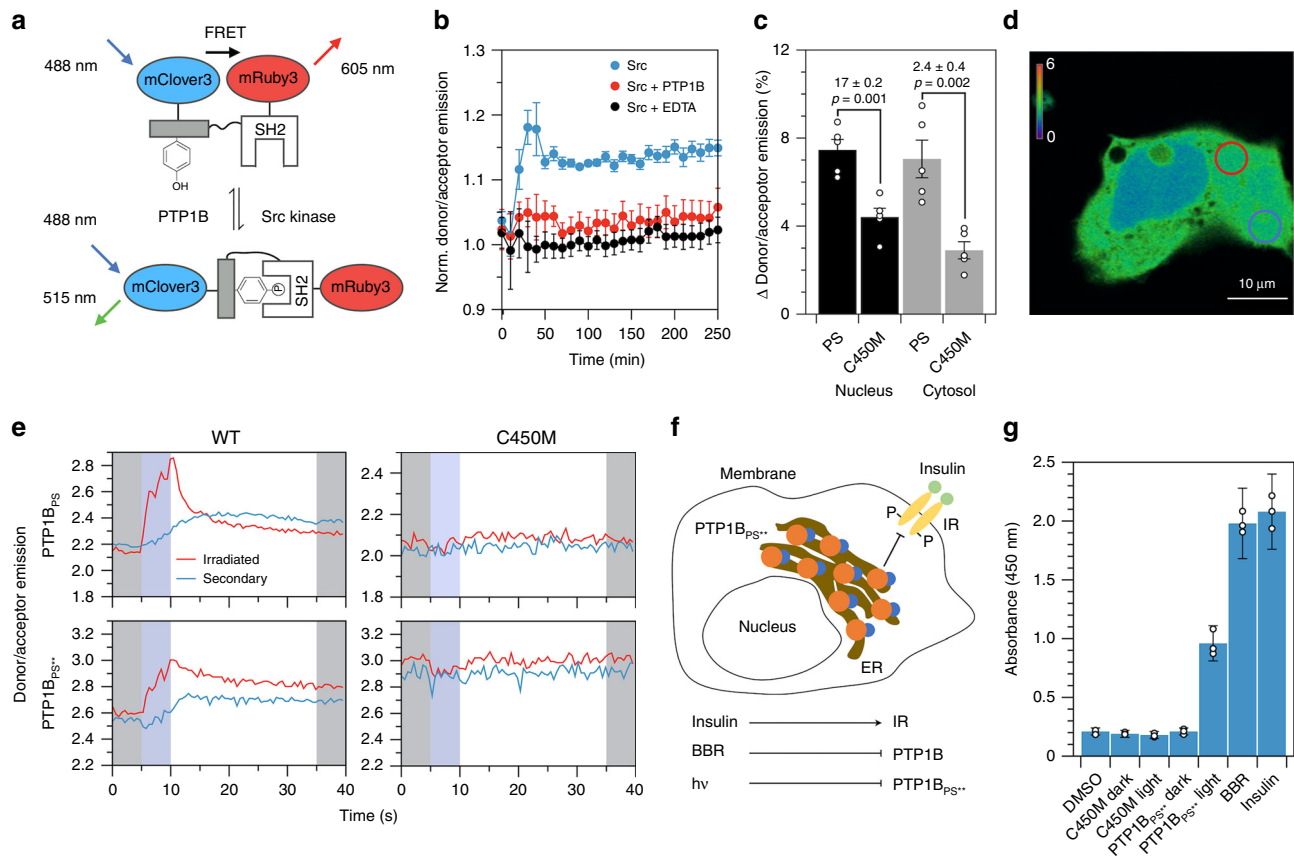 a
FRET
488 nm
mClover3
mRuby3
605 nm
SH2
OH
PTP1B
Src kinase
488 nm
515 nm
mClover3
P
SH2
mRuby3
b
Norm. donor/acceptor emission
1.3
1.2
1.1
1.0
0.9
Src
Src + PTP1B
Src + EDTA
0
50
100
150
200
250
Time (min)
c
Δ Donor/accepotor emission (%)
12
8
4
0
17 ± 0.2
p = 0.001
2.4 ± 0.4
p = 0.002
PS
C450M
PS
C450M
Nucleus
Cytosol
d
6
0
10 μm
e
WT
C450M
Donor/acceptor emission
PTP1BPS
2.8
2.6
2.4
2.2
2.0
1.8
Irradiated
Secondary
2.4
2.2
2.0
1.8
PTP1BPS**
3.2
3.0
2.8
2.6
2.4
2.2
3.2
3.0
2.8
2.6
2.4
2.2
0 10 20 30 40
0 10 20 30 40
Time (s)
f
Membrane
Insulin
PTP1BPS**
P
IR
P
Nucleus
ER
Insulin
IR
BBR
PTP1B
hν
PTP1BPS**
g
Absorbance (450 nm)
2.5
2.0
1.5
1.0
0.5
0
DMSO
C450M dark
C450M light
PTP1BPS** dark
PTP1BPS** light
BBR
Insulin